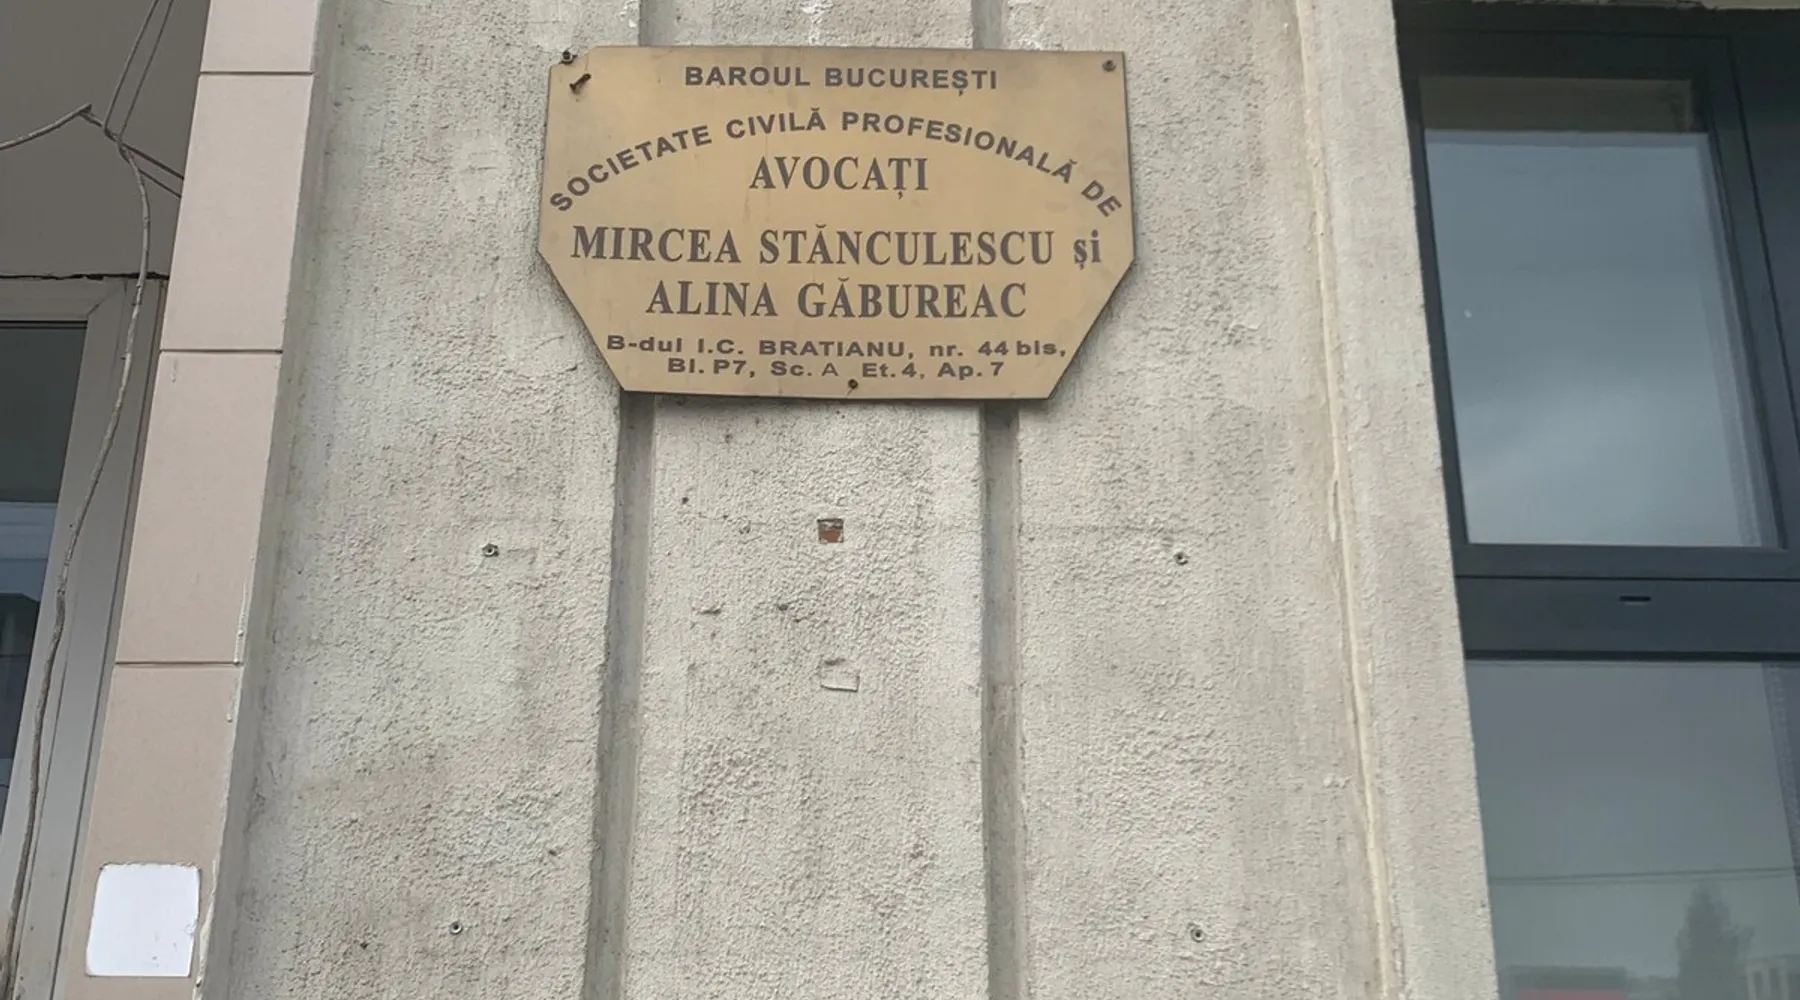 BAROUL BUCUREȘTI
SOCIETATE CIVILĂ PROFESIONALĂ DE
AVOCAȚI
MIRCEA STĂNCULESCU și
ALINA GĂBUREAC
B-dul I.C. BRATIANU, nr. 44 bis,
Bl. P7, Sc. A Et. 4, Ap. 7